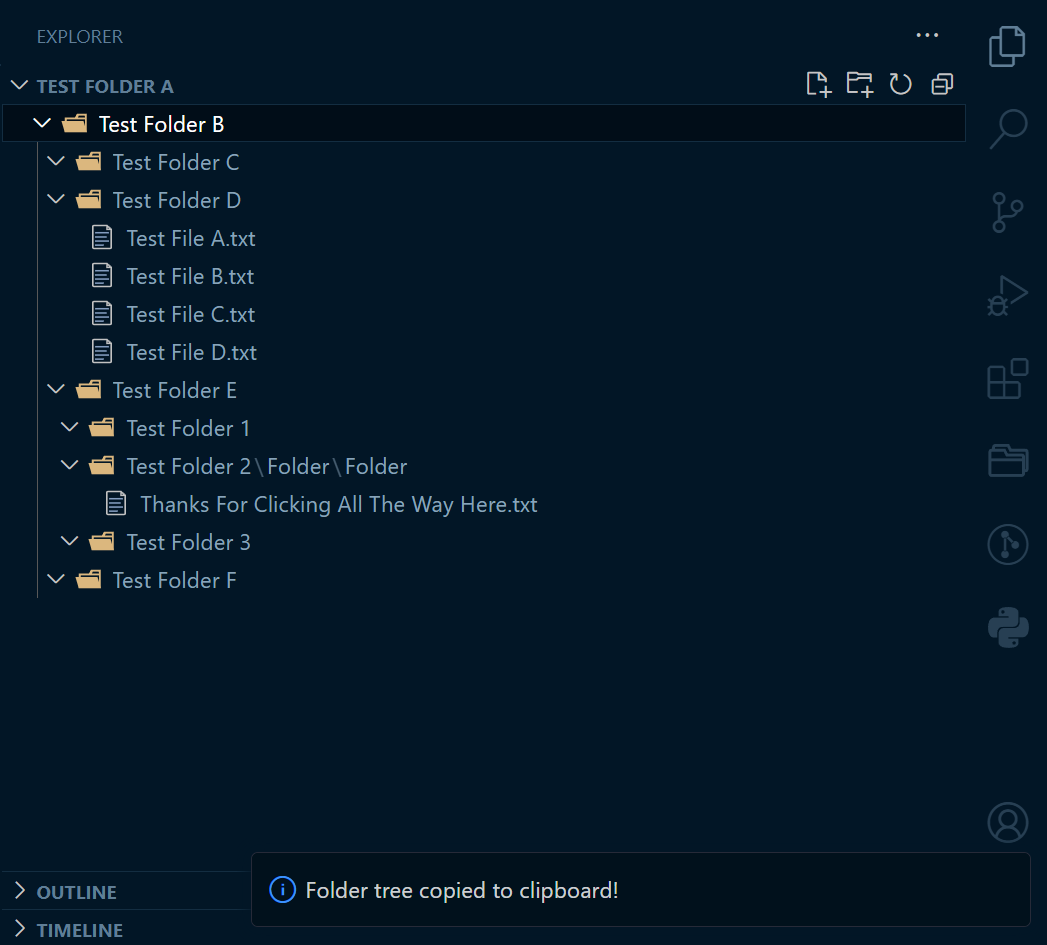 EXPLORER
TEST FOLDER A
Test Folder B
Test Folder C
Test Folder D
Test File A.txt
Test File B.txt
Test File C.txt
Test File D.txt
Test Folder E
Test Folder 1
Test Folder 2\Folder\Folder
Thanks For Clicking All The Way Here.txt
Test Folder 3
Test Folder F
OUTLINE
Folder tree copied to clipboard!
TIMELINE